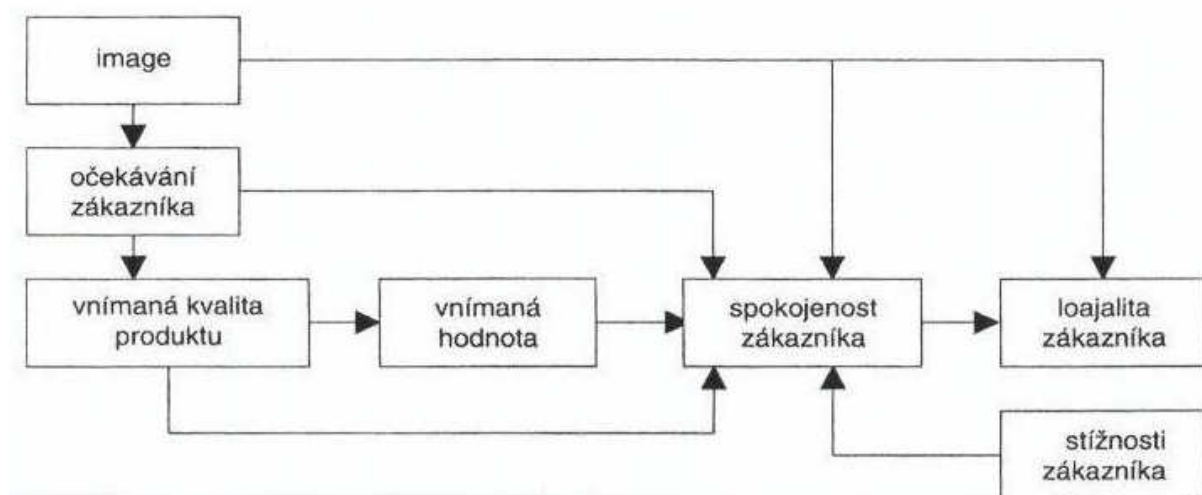 image
očekávání
zákazníka
vnímaná kvalita
produktu
vnímaná
hodnota
spokojenost
zákazníka
loajalita
zákazníka
stížnosti
zákazníka